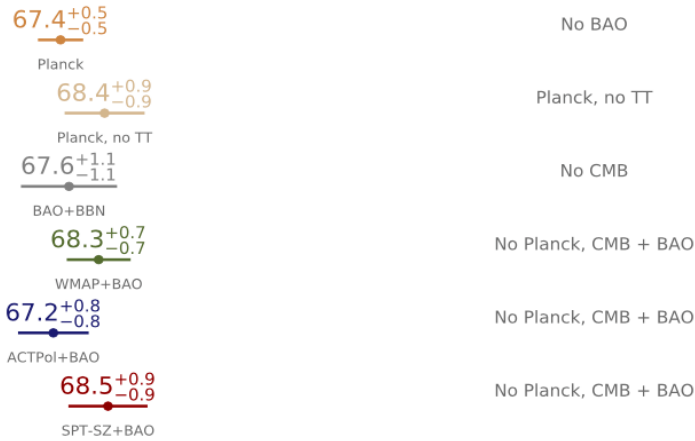 67.4 +0.5 −0.5
No BAO
Planck
68.4 +0.9 −0.9
Planck, no TT
Planck, no TT
67.6 +1.1 −1.1
No CMB
BAO+BBN
68.3 +0.7 −0.7
No Planck, CMB + BAO
WMAP+BAO
67.2 +0.8 −0.8
No Planck, CMB + BAO
ACTPol+BAO
68.5 +0.9 −0.9
No Planck, CMB + BAO
SPT-SZ+BAO